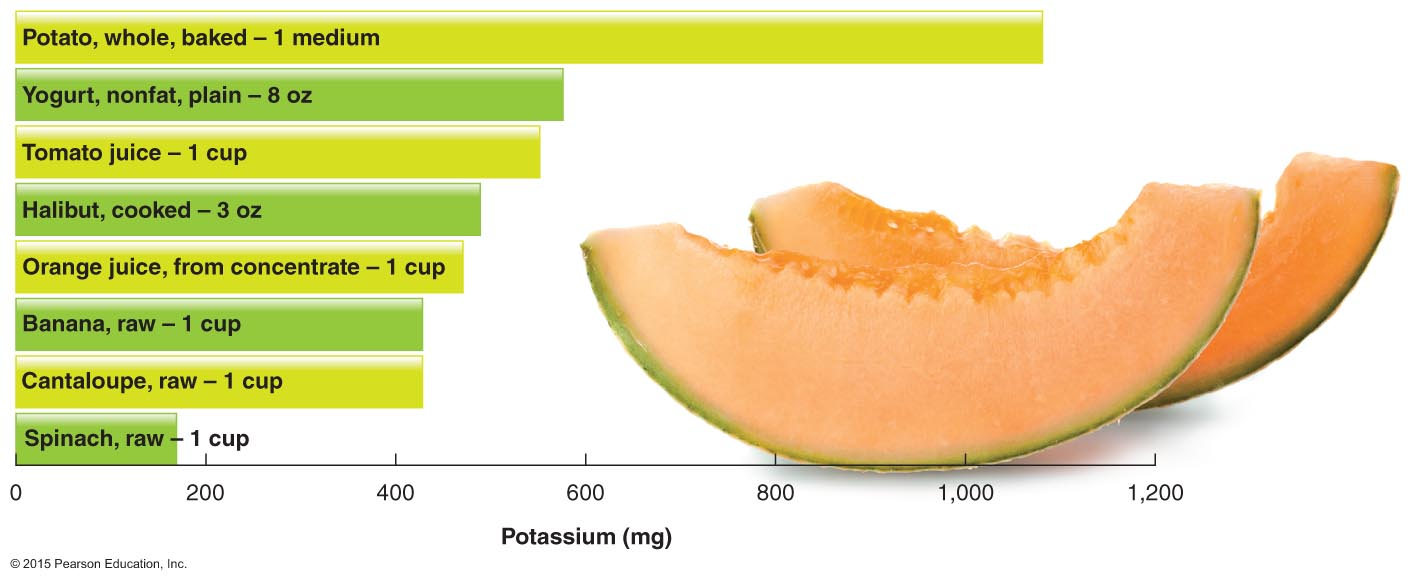 Potato, whole, baked – 1 medium
Yogurt, nonfat, plain – 8 oz
Tomato juice – 1 cup
Halibut, cooked – 3 oz
Orange juice, from concentrate – 1 cup
Banana, raw – 1 cup
Cantaloupe, raw – 1 cup
Spinach, raw – 1 cup
0 200 400 600 800 1,000 1,200
Potassium (mg)
© 2015 Pearson Education, Inc.